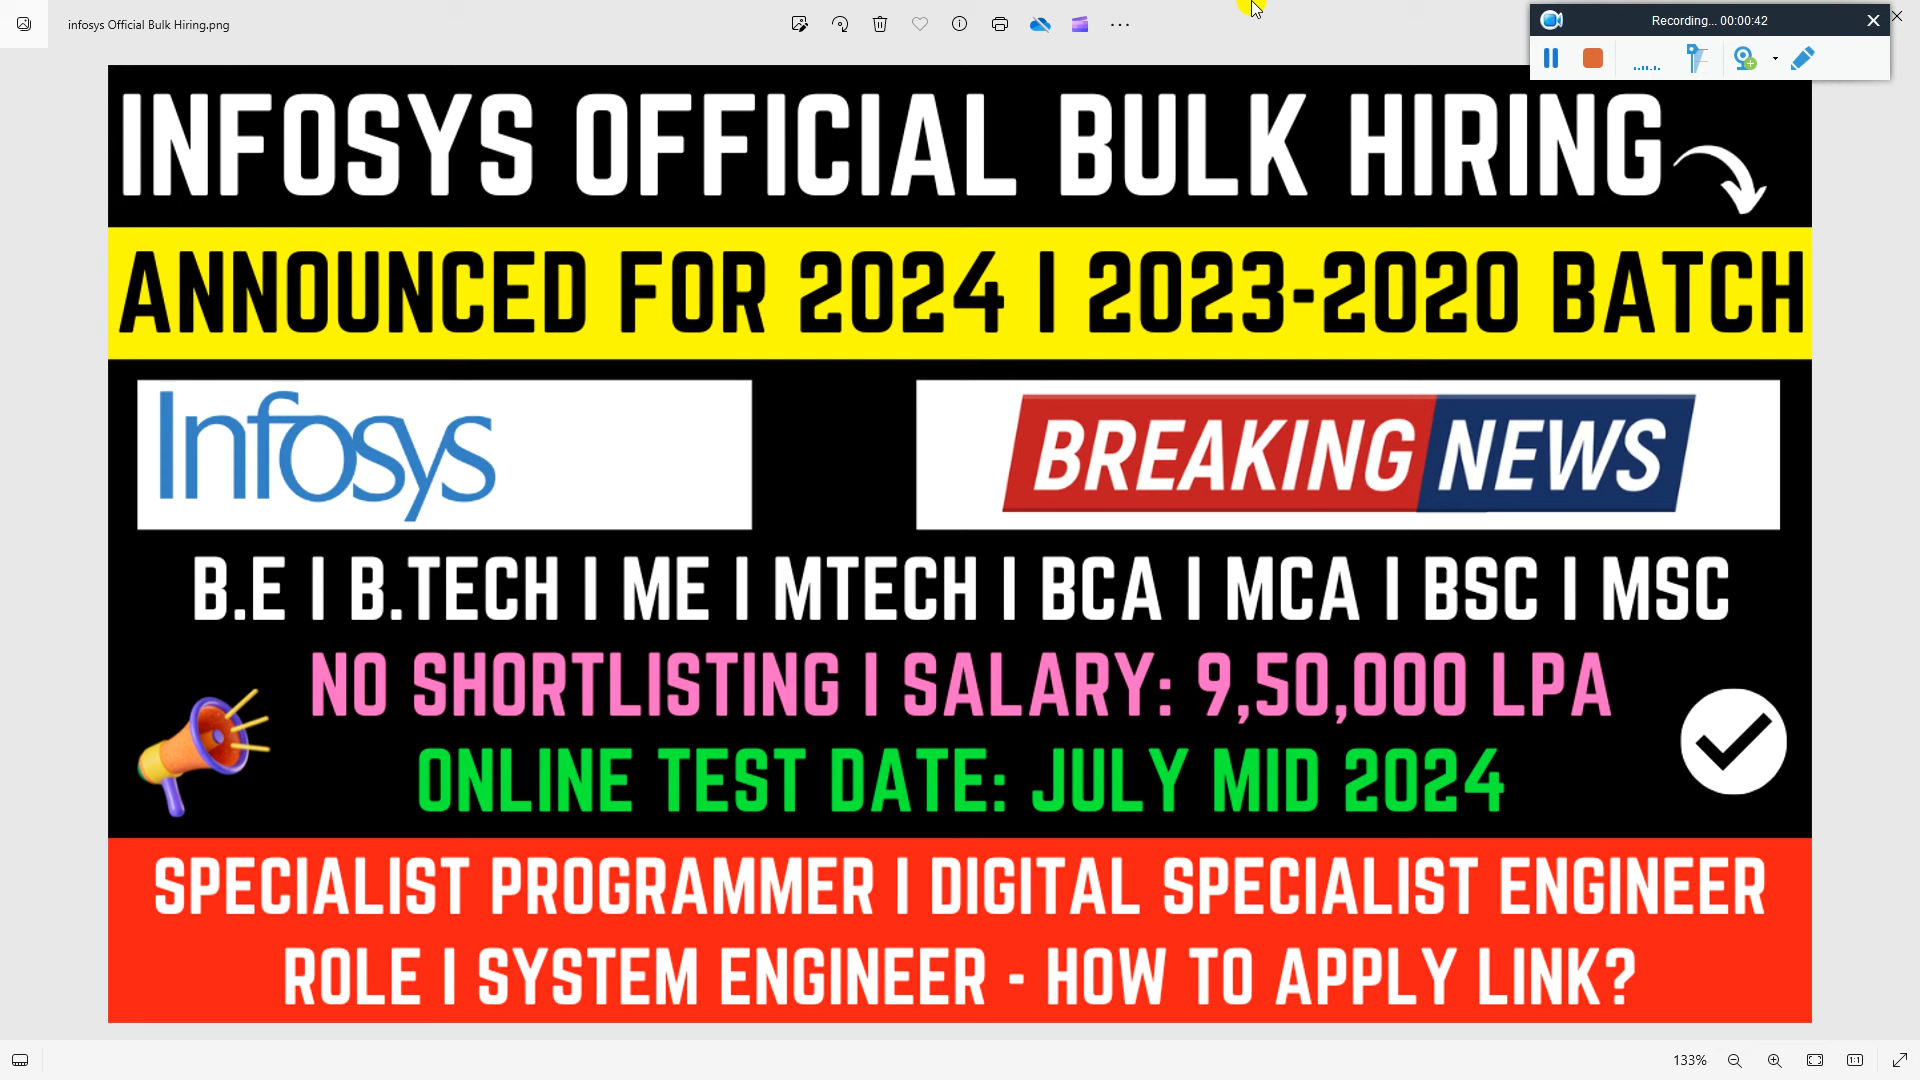 infosys Official Bulk Hiring.png
Recording... 00:00:42
INFOSYS OFFICIAL BULK HIRING
ANNOUNCED FOR 2024 | 2023-2020 BATCH
Infosys
BREAKING NEWS
B.E | B.TECH | ME | MTECH | BCA | MCA | BSC | MSC
NO SHORTLISTING | SALARY: 9,50,000 LPA
ONLINE TEST DATE: JULY MID 2024
SPECIALIST PROGRAMMER | DIGITAL SPECIALIST ENGINEER
ROLE | SYSTEM ENGINEER - HOW TO APPLY LINK?
133%